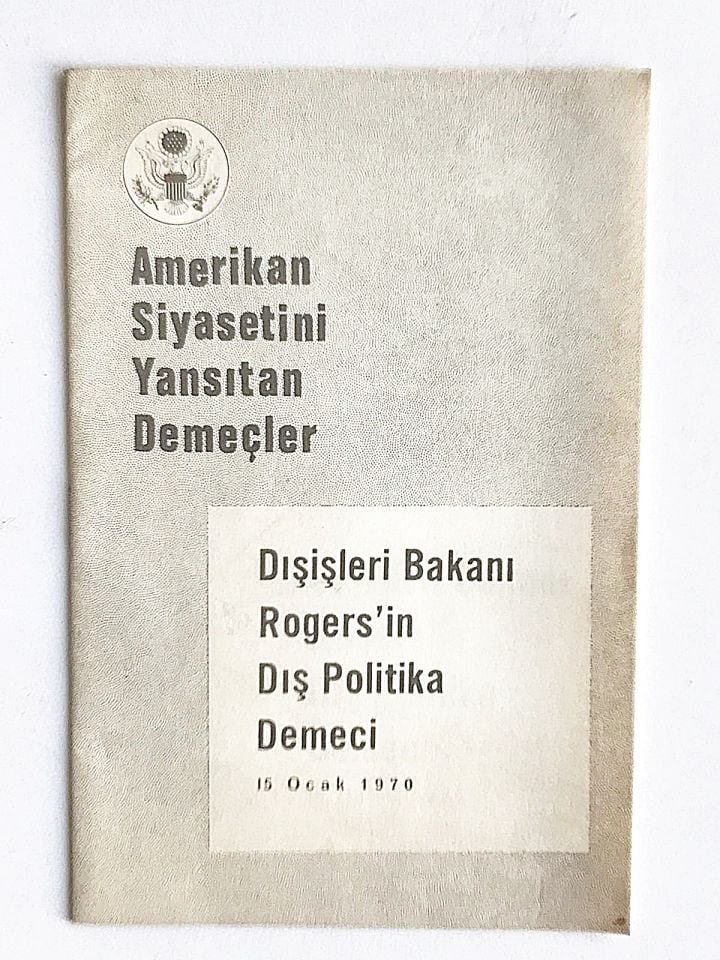 Amerikan
Siyasetini
Yansıtan
Demeçler
Dışişleri Bakanı
Rogers'in
Dış Politika
Demeci
15 Ocak 1970